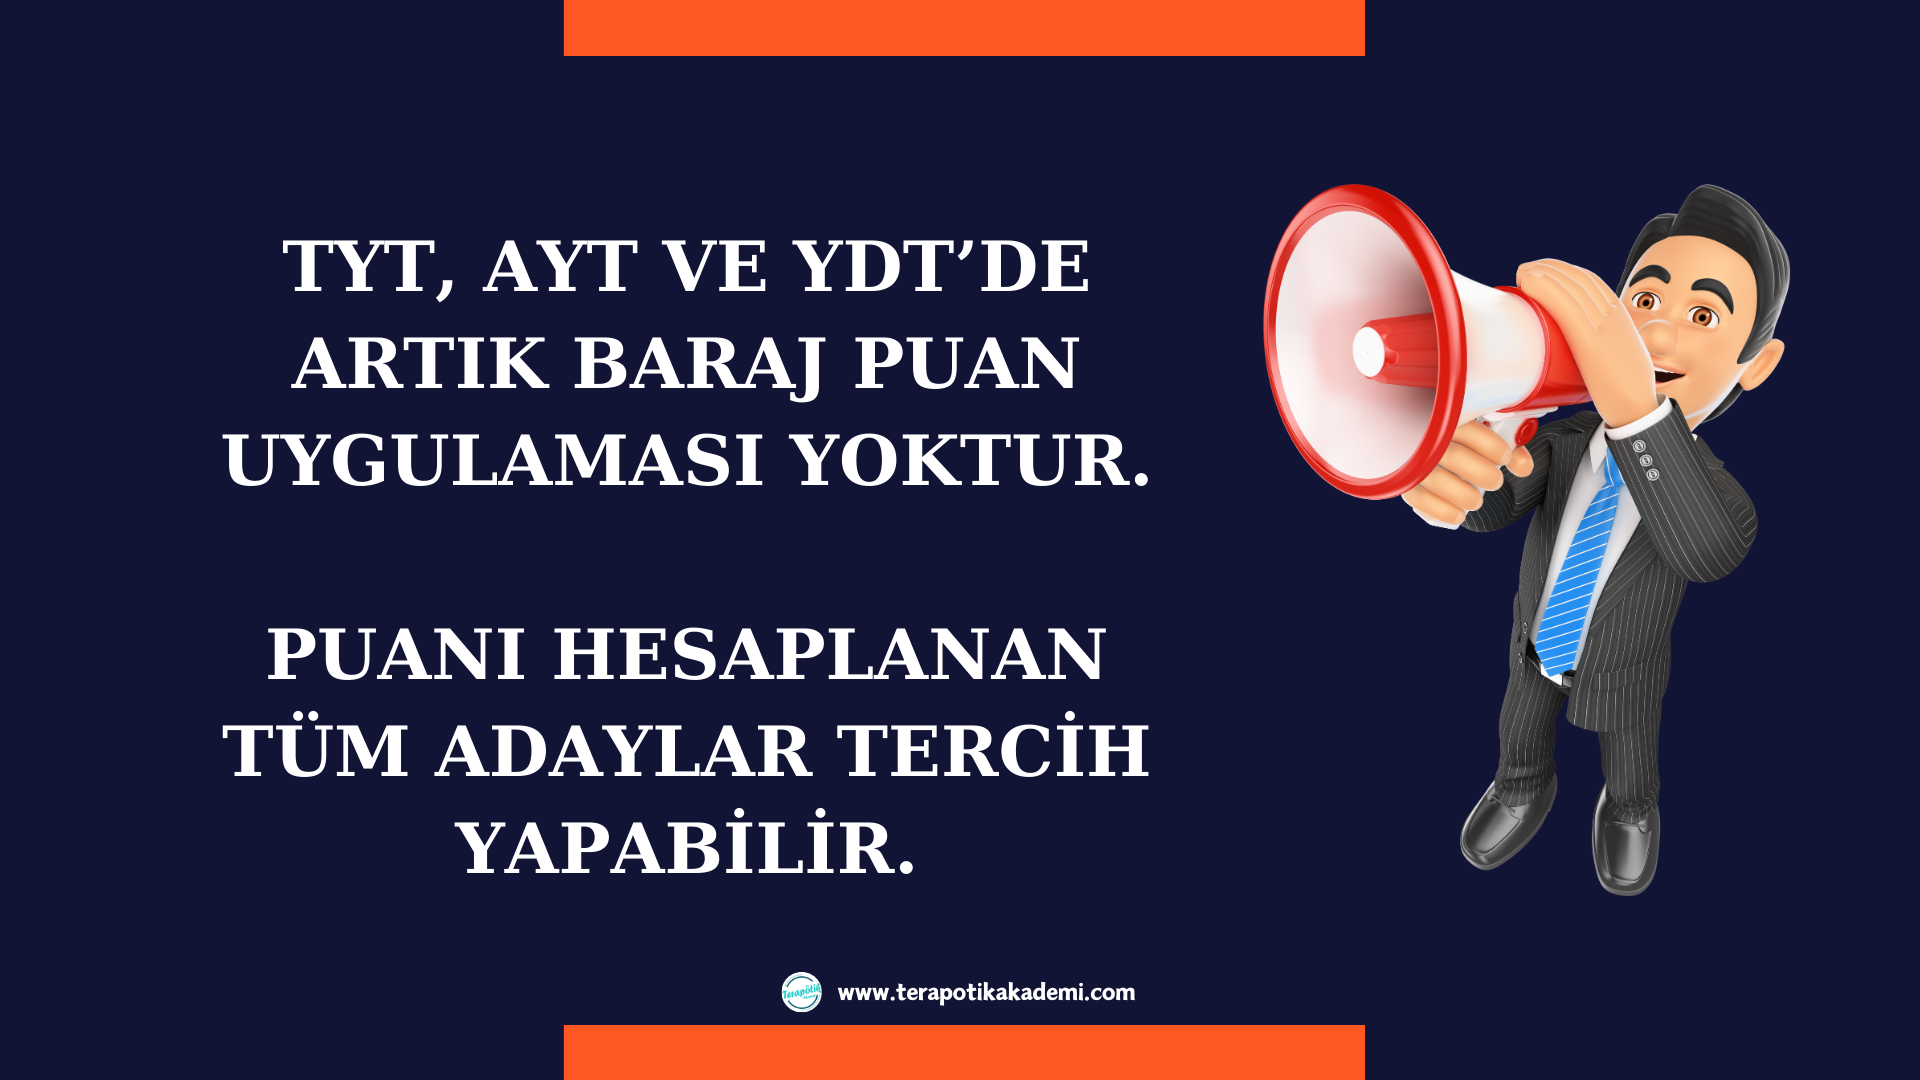 TYT, AYT VE YDT’DE
ARTIK BARAJ PUAN
UYGULAMASI YOKTUR.
PUANI HESAPLANAN
TÜM ADAYLAR TERCİH
YAPABİLİR.
Terapötik
www.terapotikakademi.com